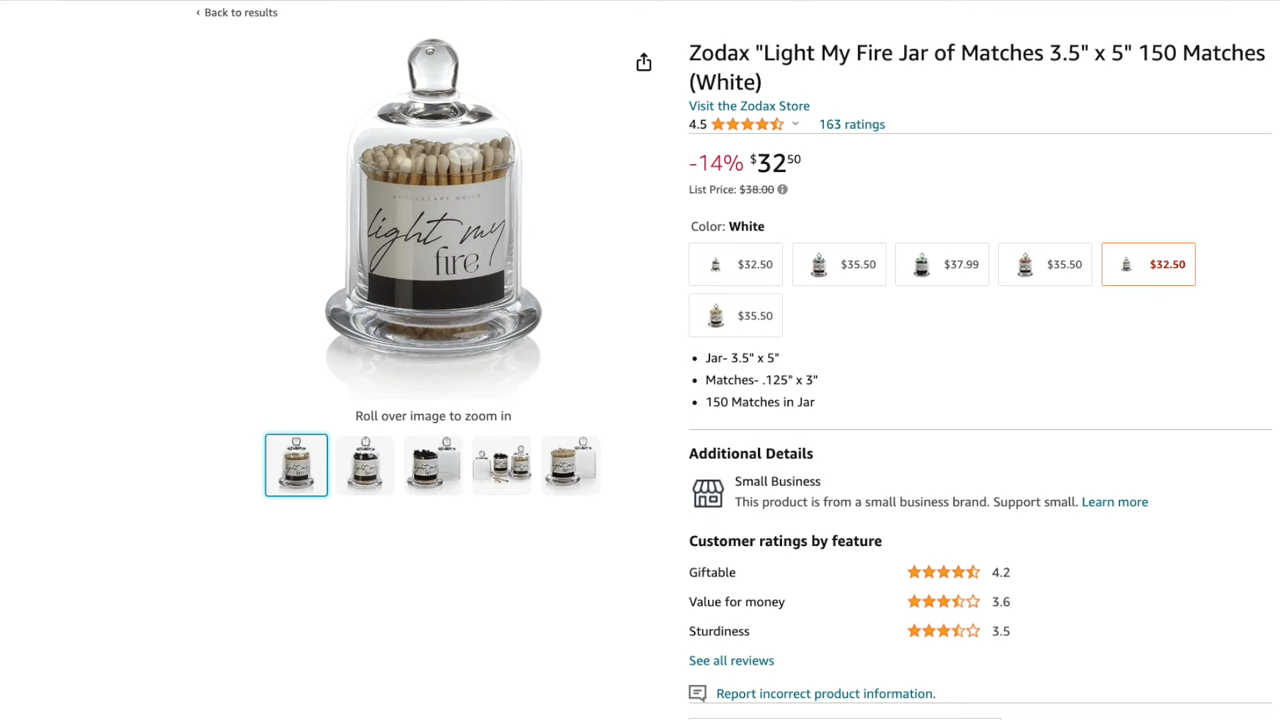 ‹ Back to results
APOTHECARY GUILD
light my
fire
Roll over image to zoom in
Zodax "Light My Fire Jar of Matches 3.5" x 5" 150 Matches
(White)
Visit the Zodax Store
4.5 163 ratings
-14% $32 50
List Price: $38.00
Color: White
$32.50 $35.50 $37.99 $35.50 $32.50
$35.50
• Jar- 3.5" x 5"
• Matches- .125" x 3"
• 150 Matches in Jar
Additional Details
Small Business
This product is from a small business brand. Support small. Learn more
Customer ratings by feature
Giftable 4.2
Value for money 3.6
Sturdiness 3.5
See all reviews
Report incorrect product information.